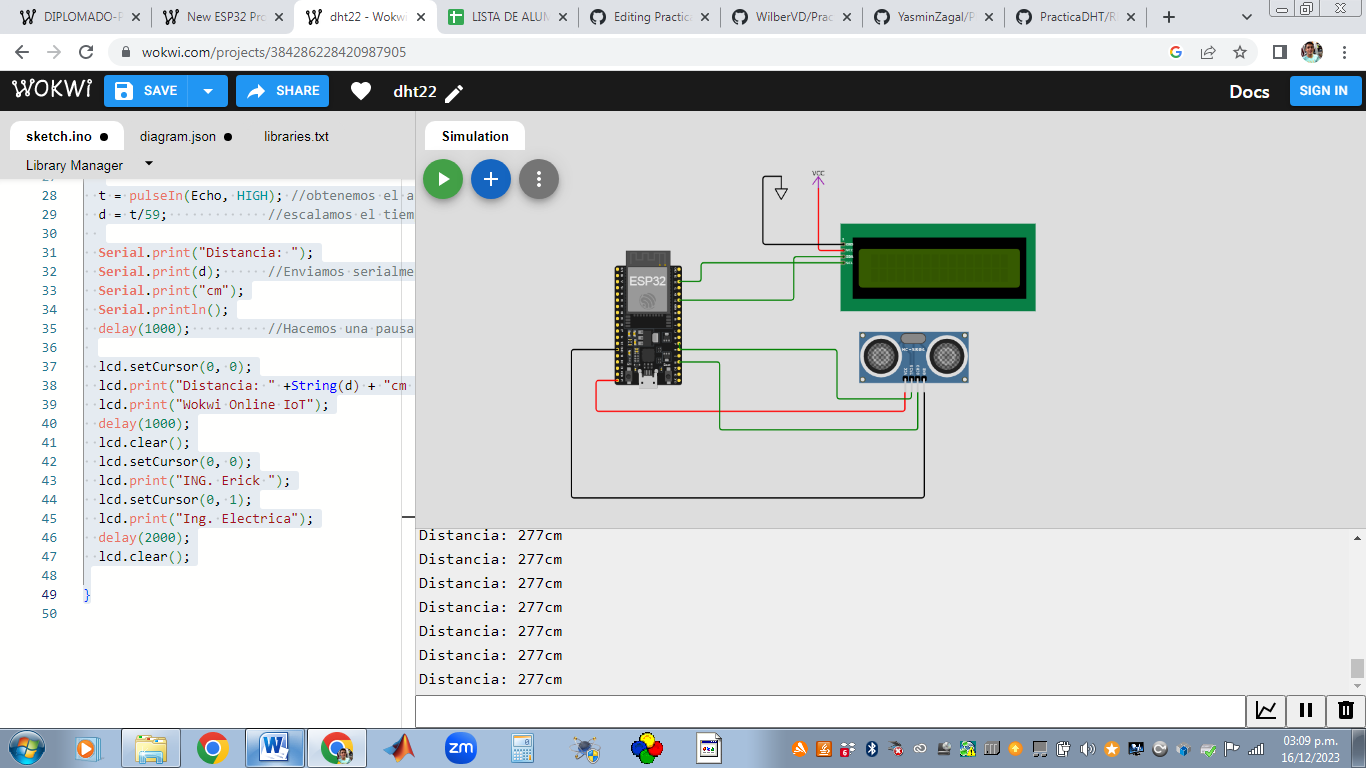 DIPLOMADO-F
New ESP32 Pro
dht22 - Wokwi
LISTA DE ALUM
Editing Practica
WilberVD/Prac
YasminZagal/P
PracticaDHT/R
wokwi.com/projects/384286228420987905
WOKWI
SAVE
SHARE
dht22
Docs
SIGN IN
sketch.ino ●
diagram.json ●
libraries.txt
Library Manager
Simulation
28 t = pulseIn(Echo, HIGH); //obtenemos el a
29 d = t/59; //escalamos el tiem
30
31 Serial.print("Distancia: ");
32 Serial.print(d); //Enviamos serialme
33 Serial.print("cm");
34 Serial.println();
35 delay(1000); //Hacemos una pausa
36
37 lcd.setCursor(0, 0);
38 lcd.print("Distancia: " +String(d) + "cm
39 lcd.print("Wokwi Online IoT");
40 delay(1000);
41 lcd.clear();
42 lcd.setCursor(0, 0);
43 lcd.print("ING. Erick ");
44 lcd.setCursor(0, 1);
45 lcd.print("Ing. Electrica");
46 delay(2000);
47 lcd.clear();
48
49 }
50
VCC
ESP32
HC-SR04
Distancia: 277cm
Distancia: 277cm
Distancia: 277cm
Distancia: 277cm
Distancia: 277cm
Distancia: 277cm
Distancia: 277cm
zm
03:09 p.m.
16/12/2023